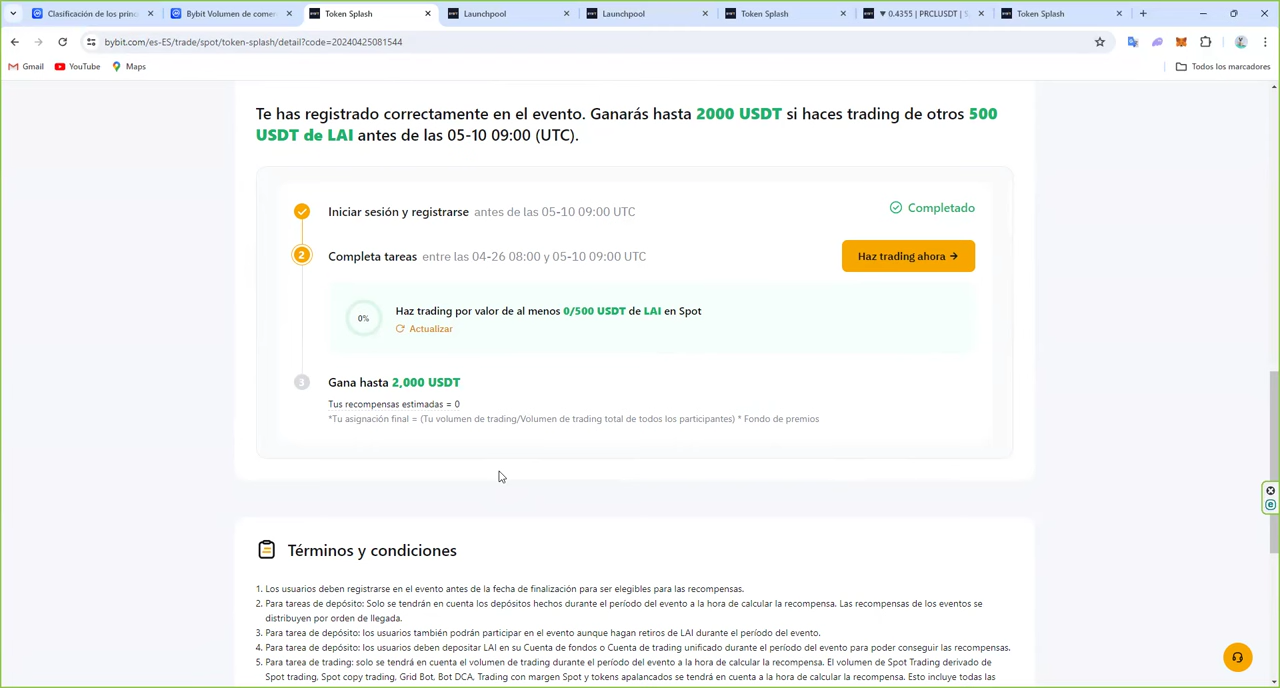 Clasificación de los princ
Bybit Volumen de comer
Token Splash
Launchpool
Launchpool
Token Splash
▼ 0.4355 | PRCLUSDT | S
Token Splash
bybit.com/es-ES/trade/spot/token-splash/detail?code=20240425081544
Gmail
YouTube
Maps
Todos los marcadores
Te has registrado correctamente en el evento. Ganarás hasta 2000 USDT si haces trading de otros 500
USDT de LAI antes de las 05-10 09:00 (UTC).
Iniciar sesión y registrarse antes de las 05-10 09:00 UTC
Completado
2
Completa tareas entre las 04-26 08:00 y 05-10 09:00 UTC
Haz trading ahora →
0%
Haz trading por valor de al menos 0/500 USDT de LAI en Spot
Actualizar
3
Gana hasta 2,000 USDT
Tus recompensas estimadas = 0
*Tu asignación final = (Tu volumen de trading/Volumen de trading total de todos los participantes) * Fondo de premios
Términos y condiciones
1. Los usuarios deben registrarse en el evento antes de la fecha de finalización para ser elegibles para las recompensas.
2. Para tareas de depósito: Solo se tendrán en cuenta los depósitos hechos durante el período del evento a la hora de calcular la recompensa. Las recompensas de los eventos se
distribuyen por orden de llegada.
3. Para tarea de depósito: los usuarios también podrán participar en el evento aunque hagan retiros de LAI durante el período del evento.
4. Para tarea de depósito: los usuarios deben depositar LAI en su Cuenta de fondos o Cuenta de trading unificado durante el período del evento para poder conseguir las recompensas.
5. Para tarea de trading: solo se tendrá en cuenta el volumen de trading durante el período del evento a la hora de calcular la recompensa. El volumen de Spot Trading derivado de
Spot trading, Spot copy trading, Grid Bot, Bot DCA, Trading con margen Spot y tokens apalancados se tendrá en cuenta a la hora de calcular la recompensa. Esto incluye todas las